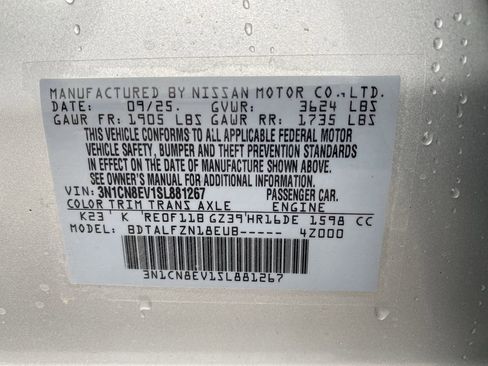 MANUFACTURED BY NISSAN MOTOR CO., LTD.
DATE: 09/25. GVWR: 3624 LBS
GAWR FR: 1905 LBS GAWR RR: 1735 LBS
THIS VEHICLE CONFORMS TO ALL APPLICABLE FEDERAL MOTOR
VEHICLE SAFETY, BUMPER AND THEFT PREVENTION STANDARDS
IN EFFECT ON THE DATE OF MANUFACTURE SHOWN ABOVE.
SEE OWNER'S MANUAL ALSO. PASSENGER CAR.
VIN: 3N1CN8EV1SL881267
COLOR TRIM TRANS AXLE ENGINE
K23 K RE0F11B GZ39 HR16DE 1598 CC
MODEL: BDTALFZN18EUB----- 4Z000
3N1CN8EV1SL881267